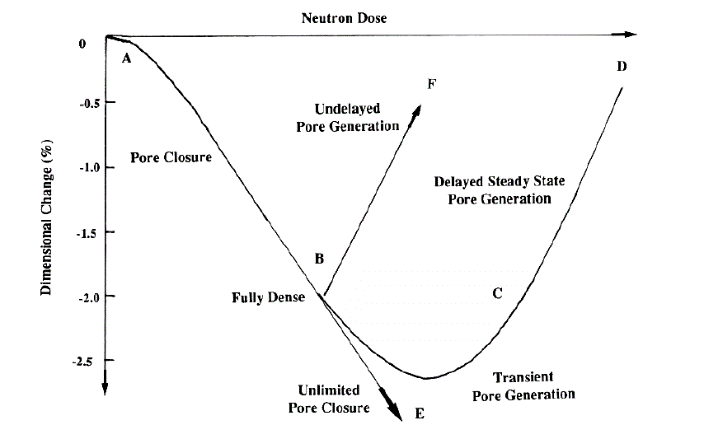 Neutron Dose
0
A
D
F
-0.5
Undelayed
Pore Generation
Pore Closure
-1.0
Delayed Steady State
Pore Generation
Dimensional Change (%)
-1.5
B
Fully Dense
-2.0
C
-2.5
Transient
Pore Generation
Unlimited
Pore Closure
E